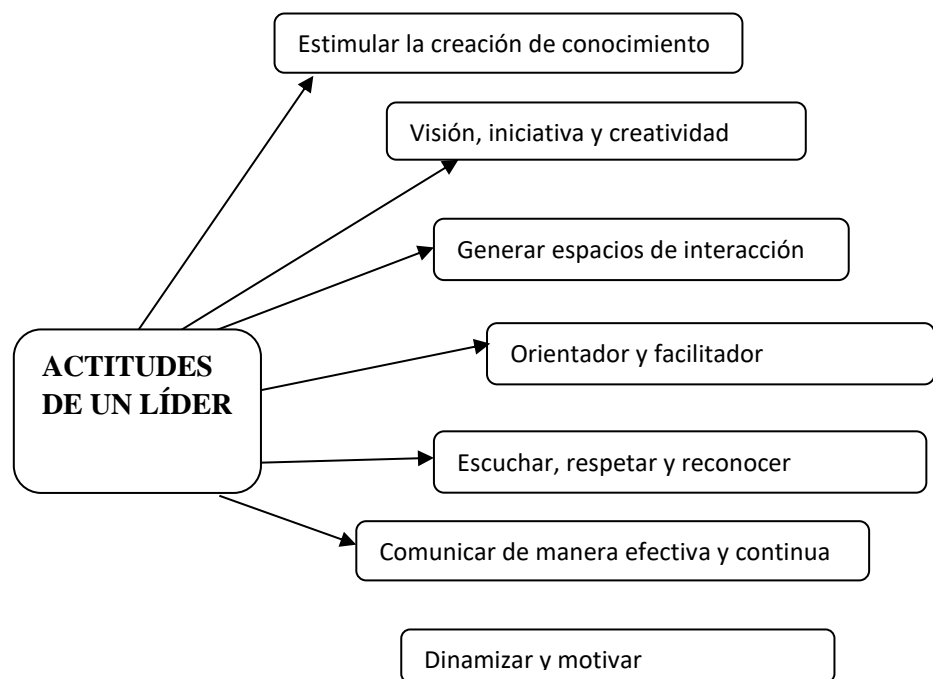 Estimular la creación de conocimiento
Visión, iniciativa y creatividad
Generar espacios de interacción
ACTITUDES
DE UN LÍDER
Orientador y facilitador
Escuchar, respetar y reconocer
Comunicar de manera efectiva y continua
Dinamizar y motivar